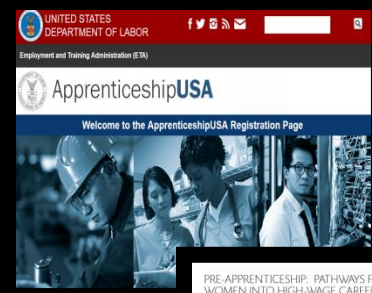 UNITED STATES
DEPARTMENT OF LABOR
Employment and Training Administration (ETA)
ApprenticeshipUSA
Welcome to the ApprenticeshipUSA Registration Page
PRE-APPRENTICESHIP: PATHWAYS F
WOMEN INTO HIGH-WAGE CAREER